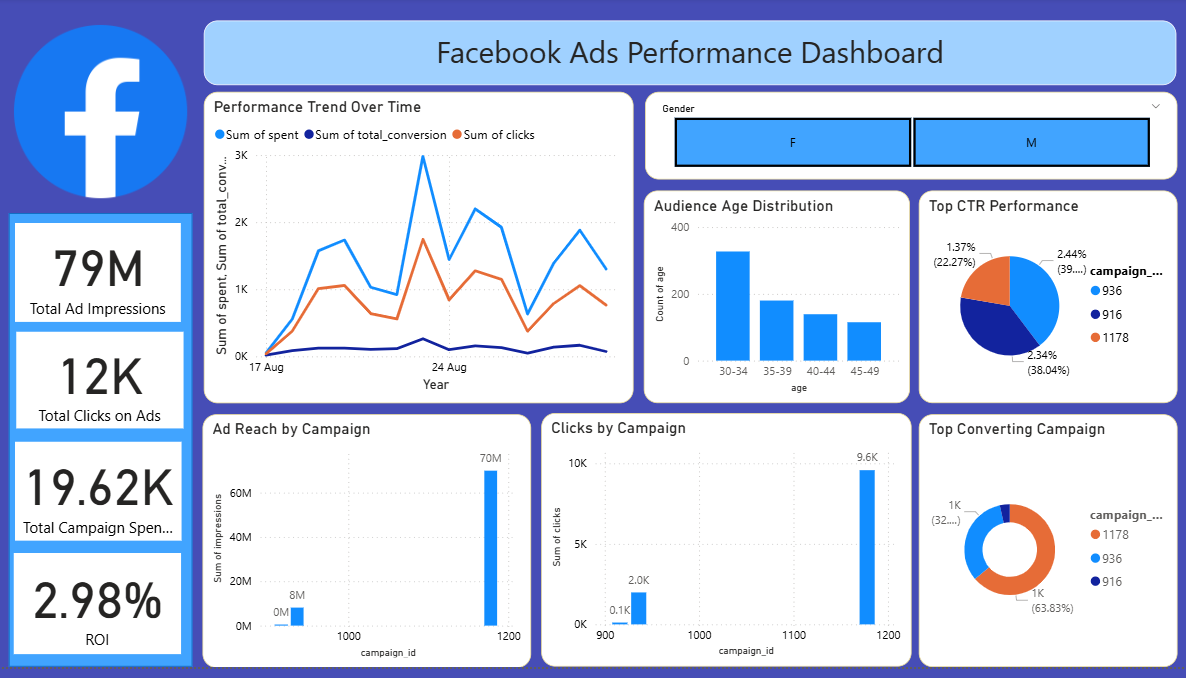 Facebook Ads Performance Dashboard
79M
Total Ad Impressions
12K
Total Clicks on Ads
19.62K
Total Campaign Spen...
2.98%
ROI
Performance Trend Over Time
Sum of spent
Sum of total_conversion
Sum of clicks
Sum of spent, Sum of total_conv...
3K
2K
1K
0K
17 Aug
24 Aug
Year
Gender
F
M
Audience Age Distribution
Count of age
400
200
0
30-34
35-39
40-44
45-49
age
Top CTR Performance
1.37%
(22.27%)
2.44%
(39....)
2.34%
(38.04%)
campaign_...
936
916
1178
Ad Reach by Campaign
Sum of impressions
60M
40M
20M
0M
0M
8M
70M
1000
1200
campaign_id
Clicks by Campaign
Sum of clicks
10K
5K
0K
0.1K
2.0K
9.6K
900
1000
1100
1200
campaign_id
Top Converting Campaign
1K
(32....)
1K
(63.83%)
campaign_...
1178
936
916